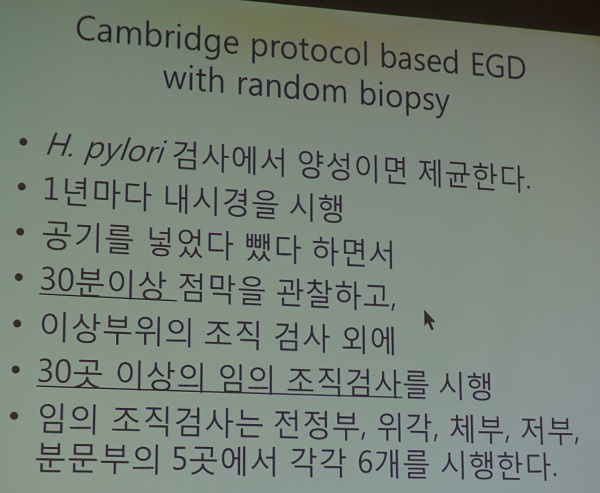 Cambridge protocol based EGD
with random biopsy
• H. pylori 검사에서 양성이면 제균한다.
• 1년마다 내시경을 시행
• 공기를 넣었다 뺐다 하면서
• 30분이상 점막을 관찰하고,
• 이상부위의 조직 검사 외에
• 30곳 이상의 임의 조직검사를 시행
• 임의 조직검사는 전정부, 위각, 체부, 저부,
분문부의 5곳에서 각각 6개를 시행한다.